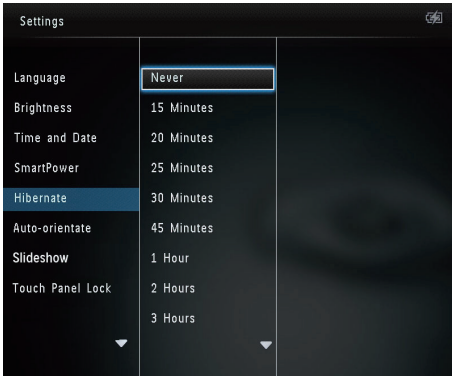 Settings
Language
Brightness
Time and Date
SmartPower
Hibernate
Auto-orientate
Slideshow
Touch Panel Lock
Never
15 Minutes
20 Minutes
25 Minutes
30 Minutes
45 Minutes
1 Hour
2 Hours
3 Hours